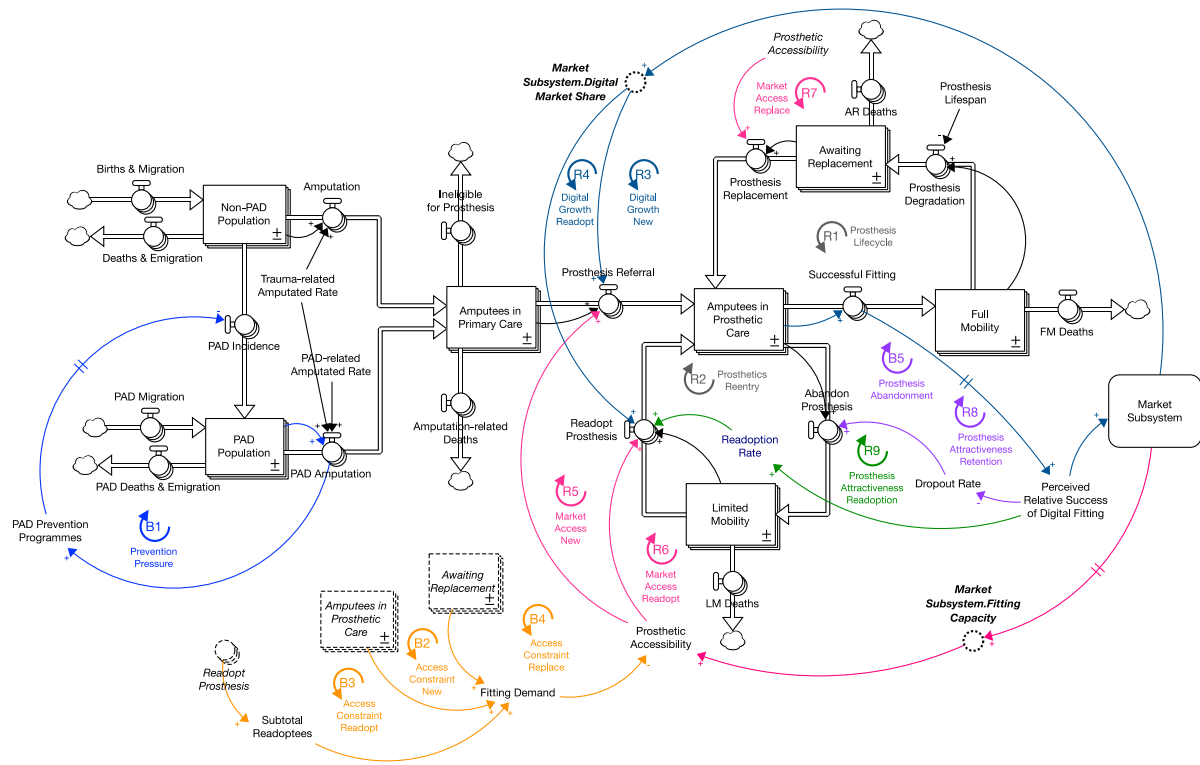 Prosthetic
Accessibility
Market
Subsystem.Digital
Market Share
R7
Market
Access
Replace
AR Deaths
Prosthesis
Lifespan
Awaiting
Replacement
Prosthesis
Replacement
Prosthesis
Degradation
Births & Migration
Non-PAD
Population
Amputation
Deaths & Emigration
Ineligible
for Prosthesis
R4
Digital
Growth
Readopt
R3
Digital
Growth
New
R1
Prosthesis
Lifecycle
Trauma-related
Amputated Rate
Prosthesis Referral
Successful Fitting
Amputees in
Primary Care
Amputees in
Prosthetic Care
Full
Mobility
FM Deaths
PAD Incidence
PAD-related
Amputated Rate
R2
Prosthetics
Reentry
B5
Prosthesis
Abandonment
PAD Migration
PAD
Population
PAD Amputation
PAD Deaths & Emigration
Amputation-related
Deaths
Readopt
Prosthesis
Abandon
Prosthesis
Readoption
Rate
R8
Prosthesis
Attractiveness
Retention
R9
Prosthesis
Attractiveness
Readoption
Market
Subsystem
Dropout Rate
Perceived
Relative Success
of Digital Fitting
R5
Market
Access
New
Limited
Mobility
R6
Market
Access
Readopt
LM Deaths
PAD Prevention
Programmes
B1
Prevention
Pressure
Awaiting
Replacement
Amputees in
Prosthetic
Care
B2
Access
Constraint
New
B4
Access
Constraint
Replace
B3
Access
Constraint
Readopt
Readopt
Prosthesis
Subtotal
Readoptees
Fitting Demand
Prosthetic
Accessibility
Market
Subsystem.Fitting
Capacity